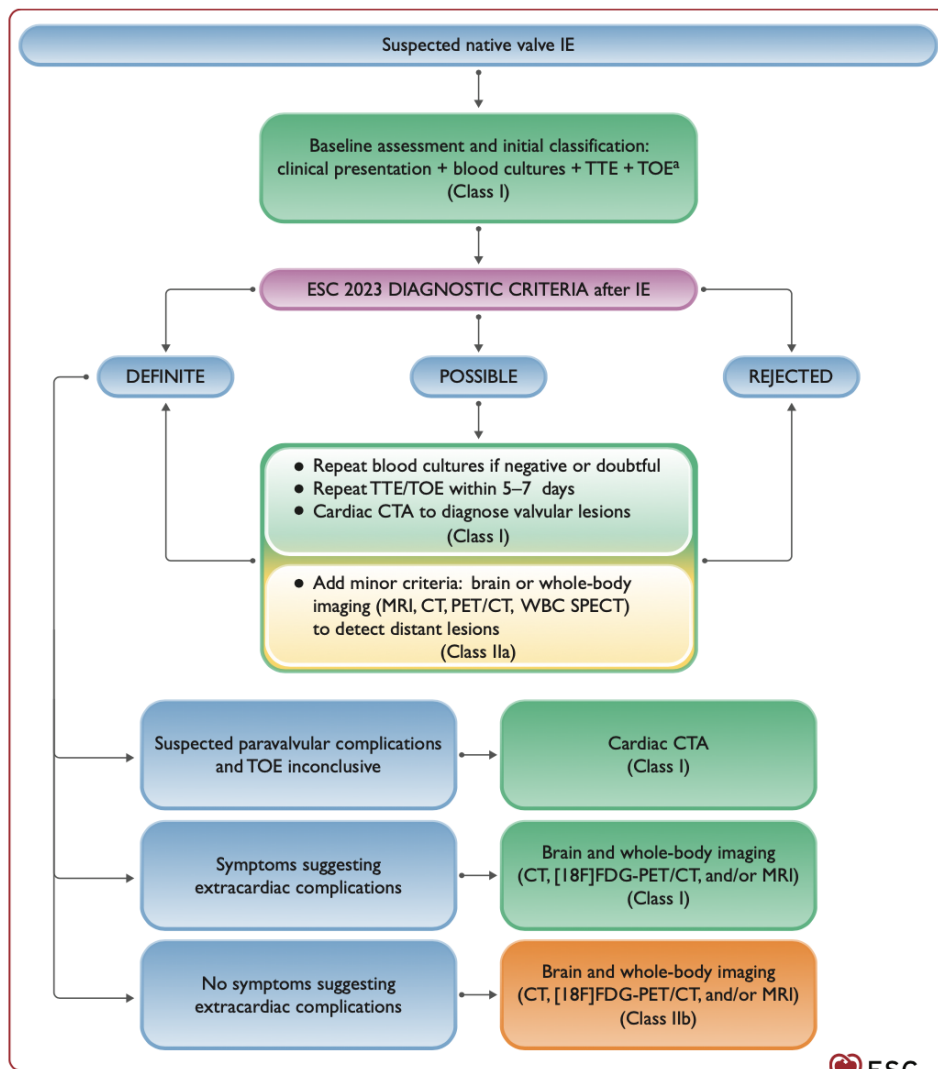 Suspected native valve IE
Baseline assessment and initial classification:
clinical presentation + blood cultures + TTE + TOEᵃ
(Class I)
ESC 2023 DIAGNOSTIC CRITERIA after IE
DEFINITE
POSSIBLE
REJECTED
● Repeat blood cultures if negative or doubtful
● Repeat TTE/TOE within 5–7 days
● Cardiac CTA to diagnose valvular lesions
(Class I)
● Add minor criteria: brain or whole-body
imaging (MRI, CT, PET/CT, WBC SPECT)
to detect distant lesions
(Class IIa)
Suspected paravalvular complications
and TOE inconclusive
Cardiac CTA
(Class I)
Symptoms suggesting
extracardiac complications
Brain and whole-body imaging
(CT, [18F]FDG-PET/CT, and/or MRI)
(Class I)
No symptoms suggesting
extracardiac complications
Brain and whole-body imaging
(CT, [18F]FDG-PET/CT, and/or MRI)
(Class IIb)
ESC